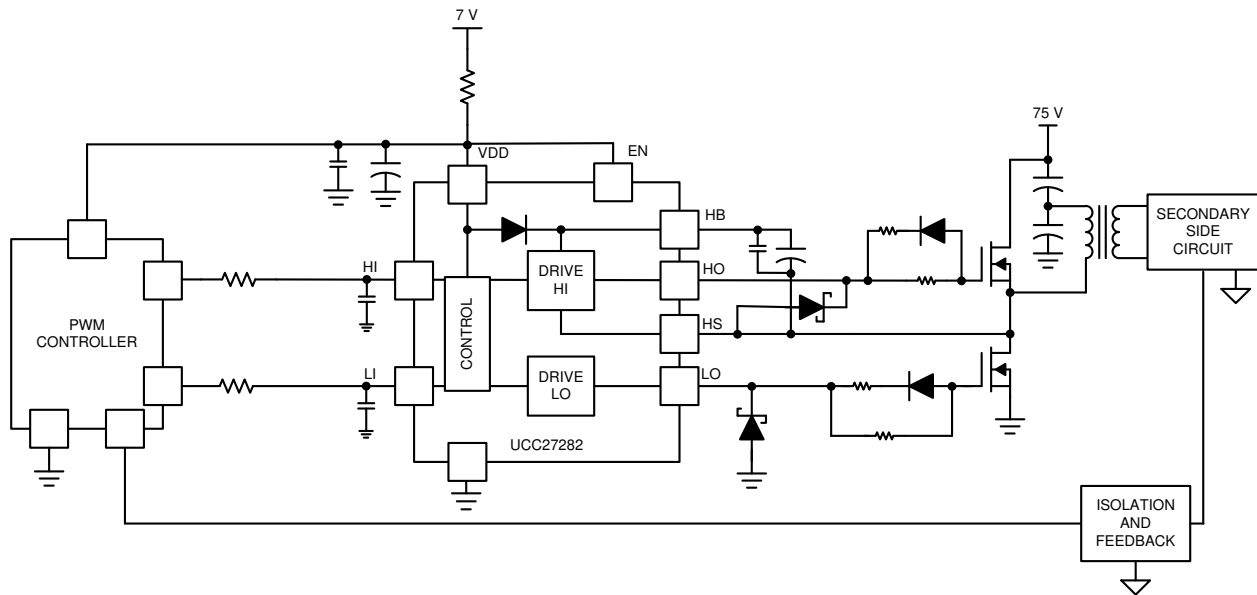 7 V
75 V
VDD
EN
HB
SECONDARY
SIDE
CIRCUIT
HI
DRIVE
HI
HO
PWM
CONTROLLER
CONTROL
HS
LI
DRIVE
LO
LO
UCC27282
ISOLATION
AND
FEEDBACK